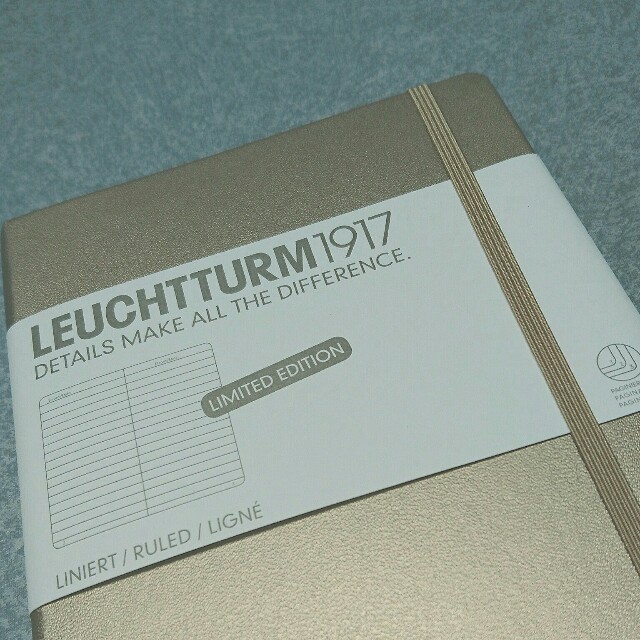 LEUCHTTURM1917
DETAILS MAKE ALL THE DIFFERENCE.
LIMITED EDITION
LINIERT / RULED / LIGNÉ